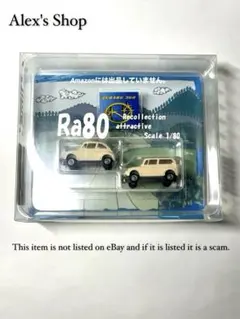 Alex's Shop
Amazonには出品していません。
Ra80
Recollection
attractive
Scale 1/80
This item is not listed on eBay and if it is listed it is a scam.